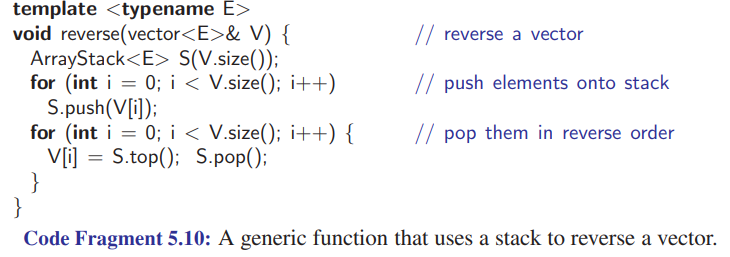 template <typename E>
void reverse(vector<E>& V) { // reverse a vector
ArrayStack<E> S(V.size());
for (int i = 0; i < V.size(); i++) // push elements onto stack
S.push(V[i]);
for (int i = 0; i < V.size(); i++) { // pop them in reverse order
V[i] = S.top(); S.pop();
}
}
Code Fragment 5.10: A generic function that uses a stack to reverse a vector.